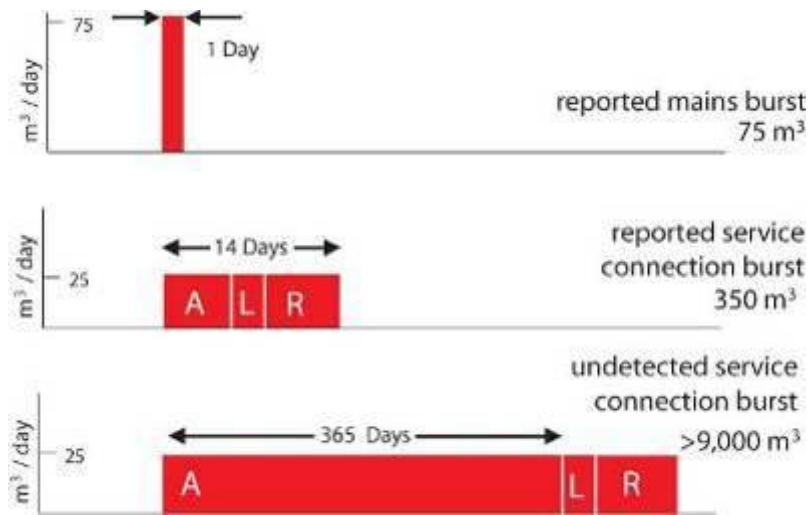 75
1 Day
m³ / day
reported mains burst
75 m³
14 Days
m³ / day
25
A L R
reported service
connection burst
350 m³
undetected service
connection burst
>9,000 m³
365 Days
m³ / day
25
A L R